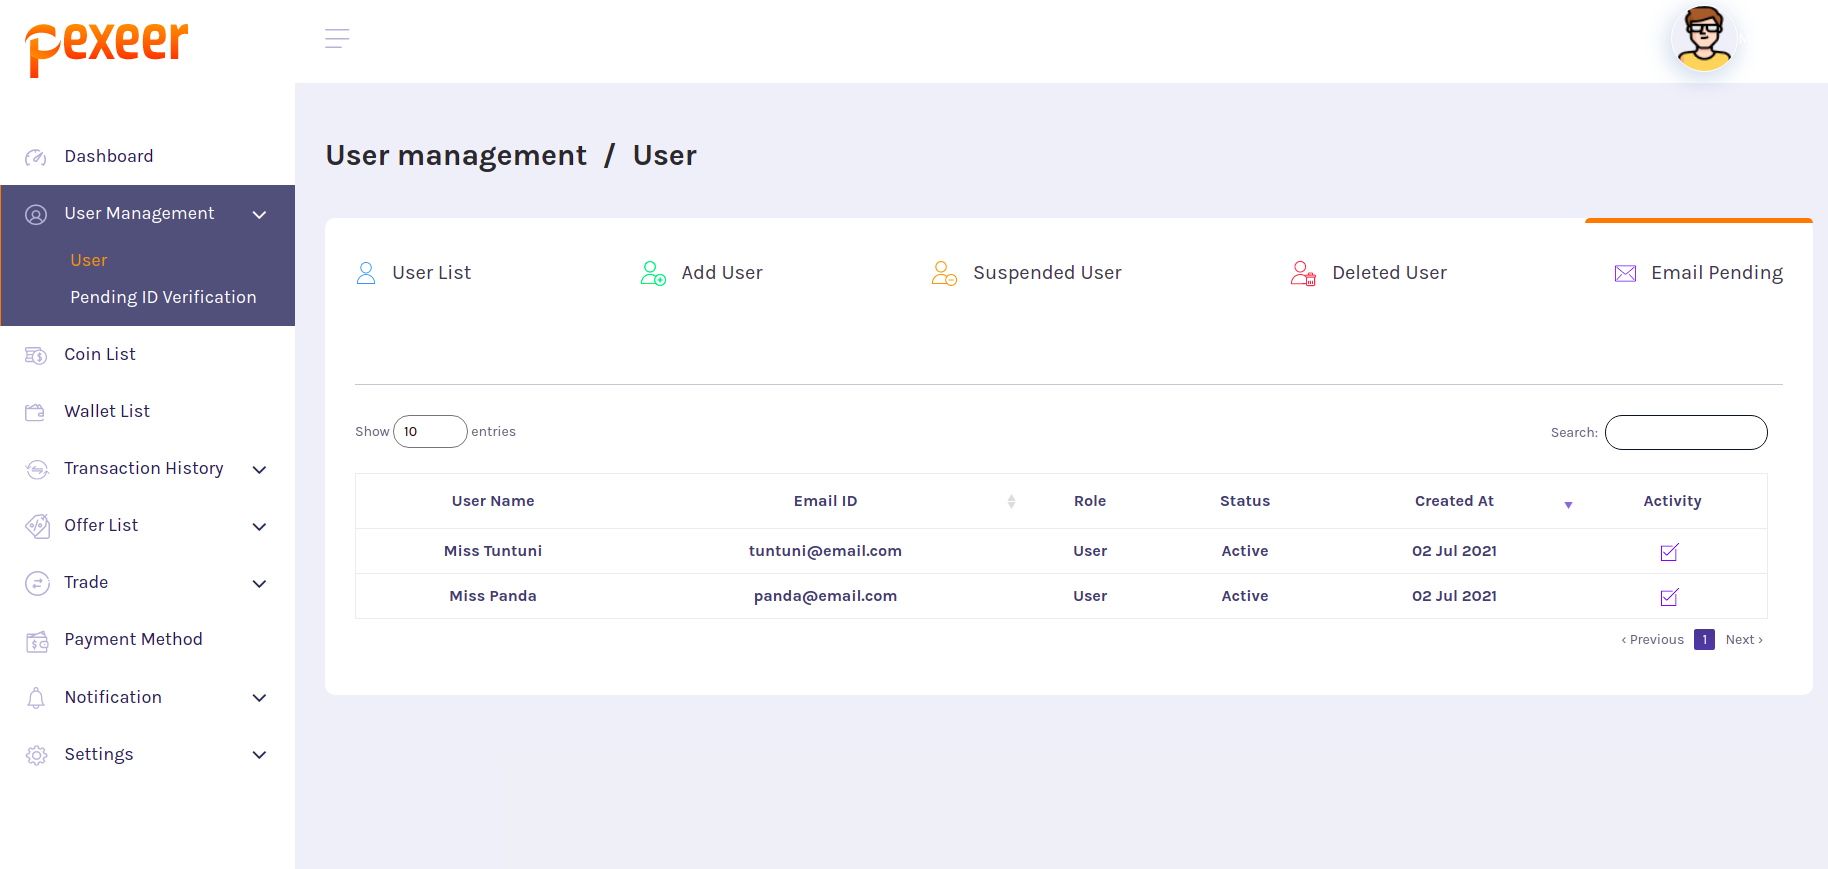 pexeer
Dashboard
User Management
User
Pending ID Verification
Coin List
Wallet List
Transaction History
Offer List
Trade
Payment Method
Notification
Settings
User management / User
User List Add User Suspended User Deleted User Email Pending
Show 10 entries Search:
User Name Email ID Role Status Created At Activity
Miss Tuntuni tuntuni@email.com User Active 02 Jul 2021
Miss Panda panda@email.com User Active 02 Jul 2021
‹ Previous 1 Next ›